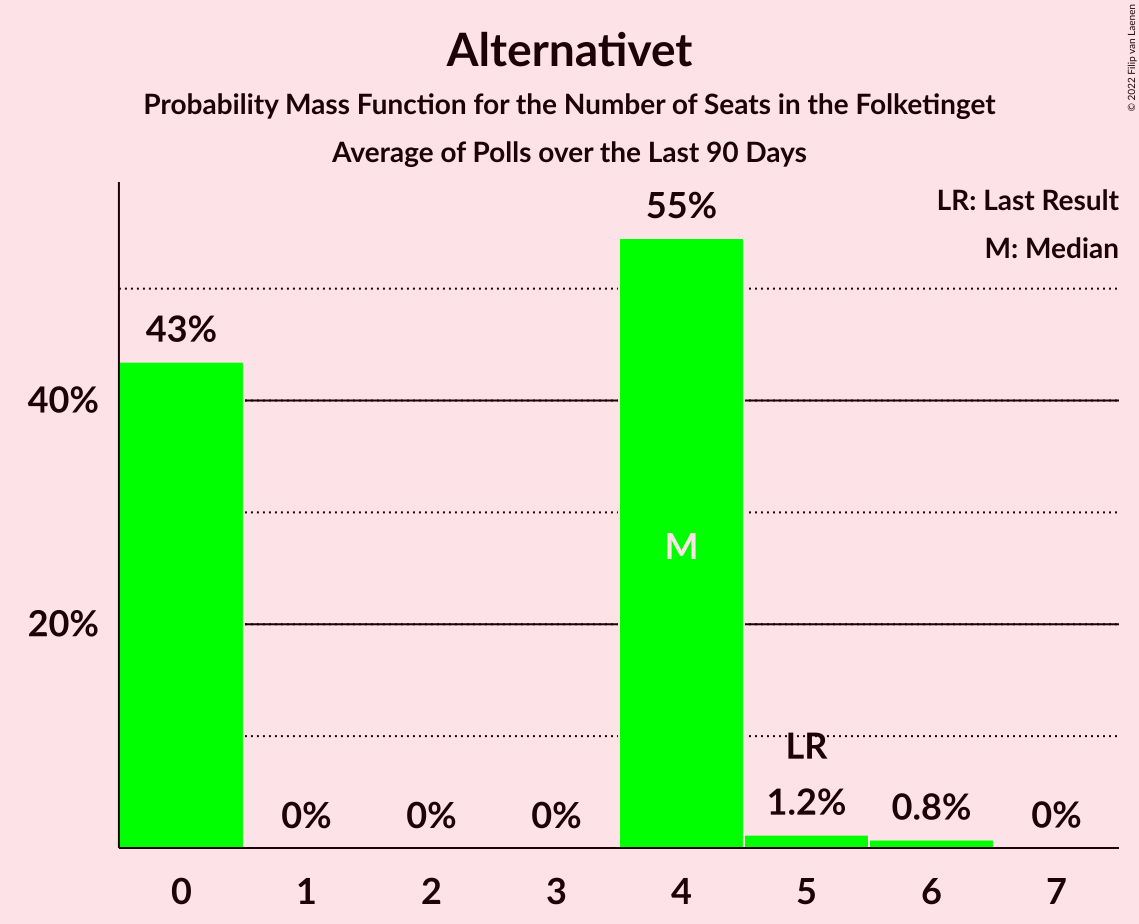 Alternativet
Probability Mass Function for the Number of Seats in the Folketinget
Average of Polls over the Last 90 Days
© 2022 Filip van Laenen
LR: Last Result
M: Median
55%
43%
40%
M
20%
LR
0%
0%
0%
1.2%
0.8%
0%
0
1
2
3
4
5
6
7